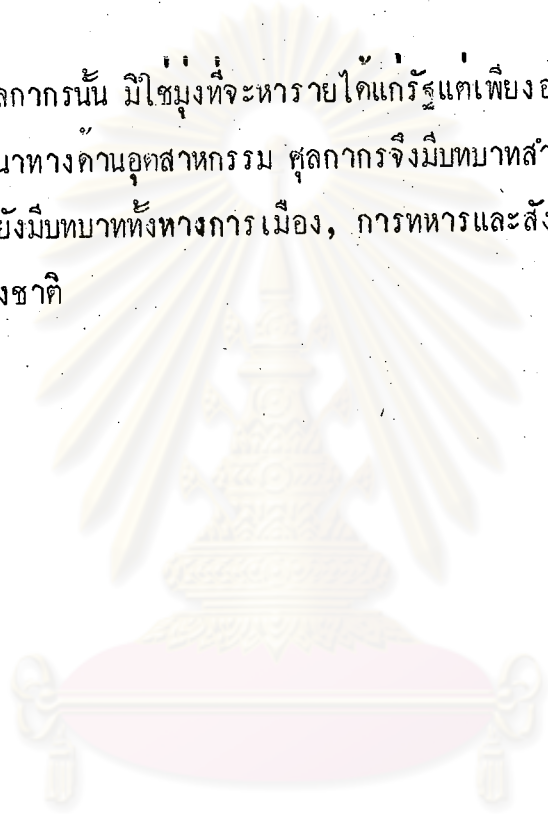 ลกากรนั้น มิใช่มุ่งที่จะหารายได้แก่รัฐแต่เพียงอ
นาทางด้านอุตสาหกรรม ศุลกากรจึงมีบทบาทสำ
ยังมีบทบาททั้งทางการเมือง, การทหารและสัง
งชาติ